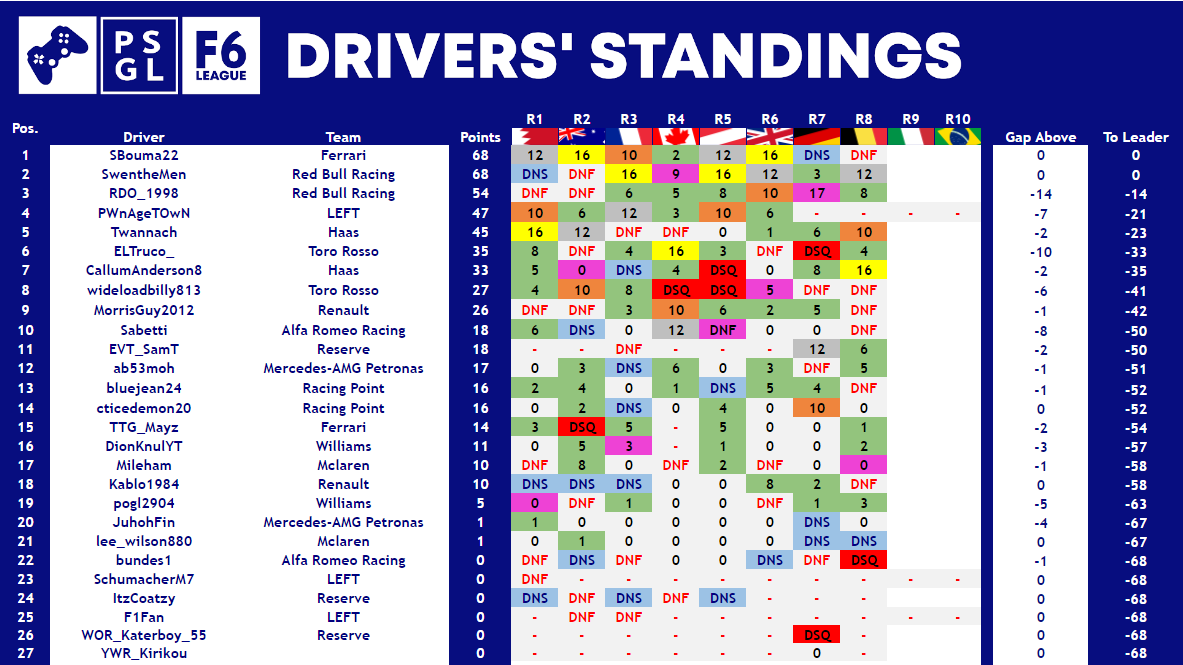 PS GL F6 LEAGUE DRIVERS' STANDINGS
R1 R2 R3 R4 R5 R6 R7 R8 R9 R10
Pos. Driver Team Points Gap Above To Leader
1 SBouma22 Ferrari 68 12 16 10 2 12 16 DNS DNF 0 0
2 SwentheMen Red Bull Racing 68 DNS DNF 16 9 16 12 3 12 0 0
3 RDO_1998 Red Bull Racing 54 DNF DNF 6 5 8 10 17 8 -14 -14
4 PWnAgeTOwN LEFT 47 10 6 12 3 10 6 - - - - -7 -21
5 Twannach Haas 45 16 12 DNF DNF 0 1 6 10 -2 -23
6 ELTruco_ Toro Rosso 35 8 DNF 4 16 3 DNF DSQ 4 -10 -33
7 CallumAnderson8 Haas 33 5 0 DNS 4 DSQ 0 8 16 -2 -35
8 wideloadbilly813 Toro Rosso 27 4 10 8 DSQ DSQ 5 DNF DNF -6 -41
9 MorrisGuy2012 Renault 26 DNF DNF 3 10 6 2 5 DNF -1 -42
10 Sabetti Alfa Romeo Racing 18 6 DNS 0 12 DNF 0 0 DNF -8 -50
11 EVT_SamT Reserve 18 - - DNF - - - 12 6 -2 -50
12 ab53moh Mercedes-AMG Petronas 17 0 3 DNS 6 0 3 DNF 5 -1 -51
13 bluejean24 Racing Point 16 2 4 0 1 DNS 5 4 DNF -1 -52
14 cticedemon20 Racing Point 16 0 2 DNS 0 4 0 10 0 0 -52
15 TTG_Mayz Ferrari 14 3 DSQ 5 - 5 0 0 1 -2 -54
16 DionKnulYT Williams 11 0 5 3 - 1 0 0 2 -3 -57
17 Mileham Mclaren 10 DNF 8 0 DNF 2 DNF 0 0 -1 -58
18 Kablo1984 Renault 10 DNS DNS DNS 0 0 8 2 DNF 0 -58
19 pogl2904 Williams 5 0 DNF 1 0 0 DNF 1 3 -5 -63
20 JuhohFin Mercedes-AMG Petronas 1 1 0 0 0 0 0 DNS 0 -4 -67
21 lee_wilson880 Mclaren 1 0 1 0 0 0 0 DNS DNS 0 -67
22 bundes1 Alfa Romeo Racing 0 DNF DNS DNF 0 0 DNS DNF DSQ -1 -68
23 SchumacherM7 LEFT 0 DNF - - - - - - - - - 0 -68
24 ItzCoatzy Reserve 0 DNS DNF DNS DNF DNS - - - 0 -68
25 F1Fan LEFT 0 - DNF DNF - - - - - - - 0 -68
26 WOR_Katerboy_55 Reserve 0 - - - - - - DSQ - 0 -68
27 YWR_Kirikou 0 - - - - - - 0 - 0 -68